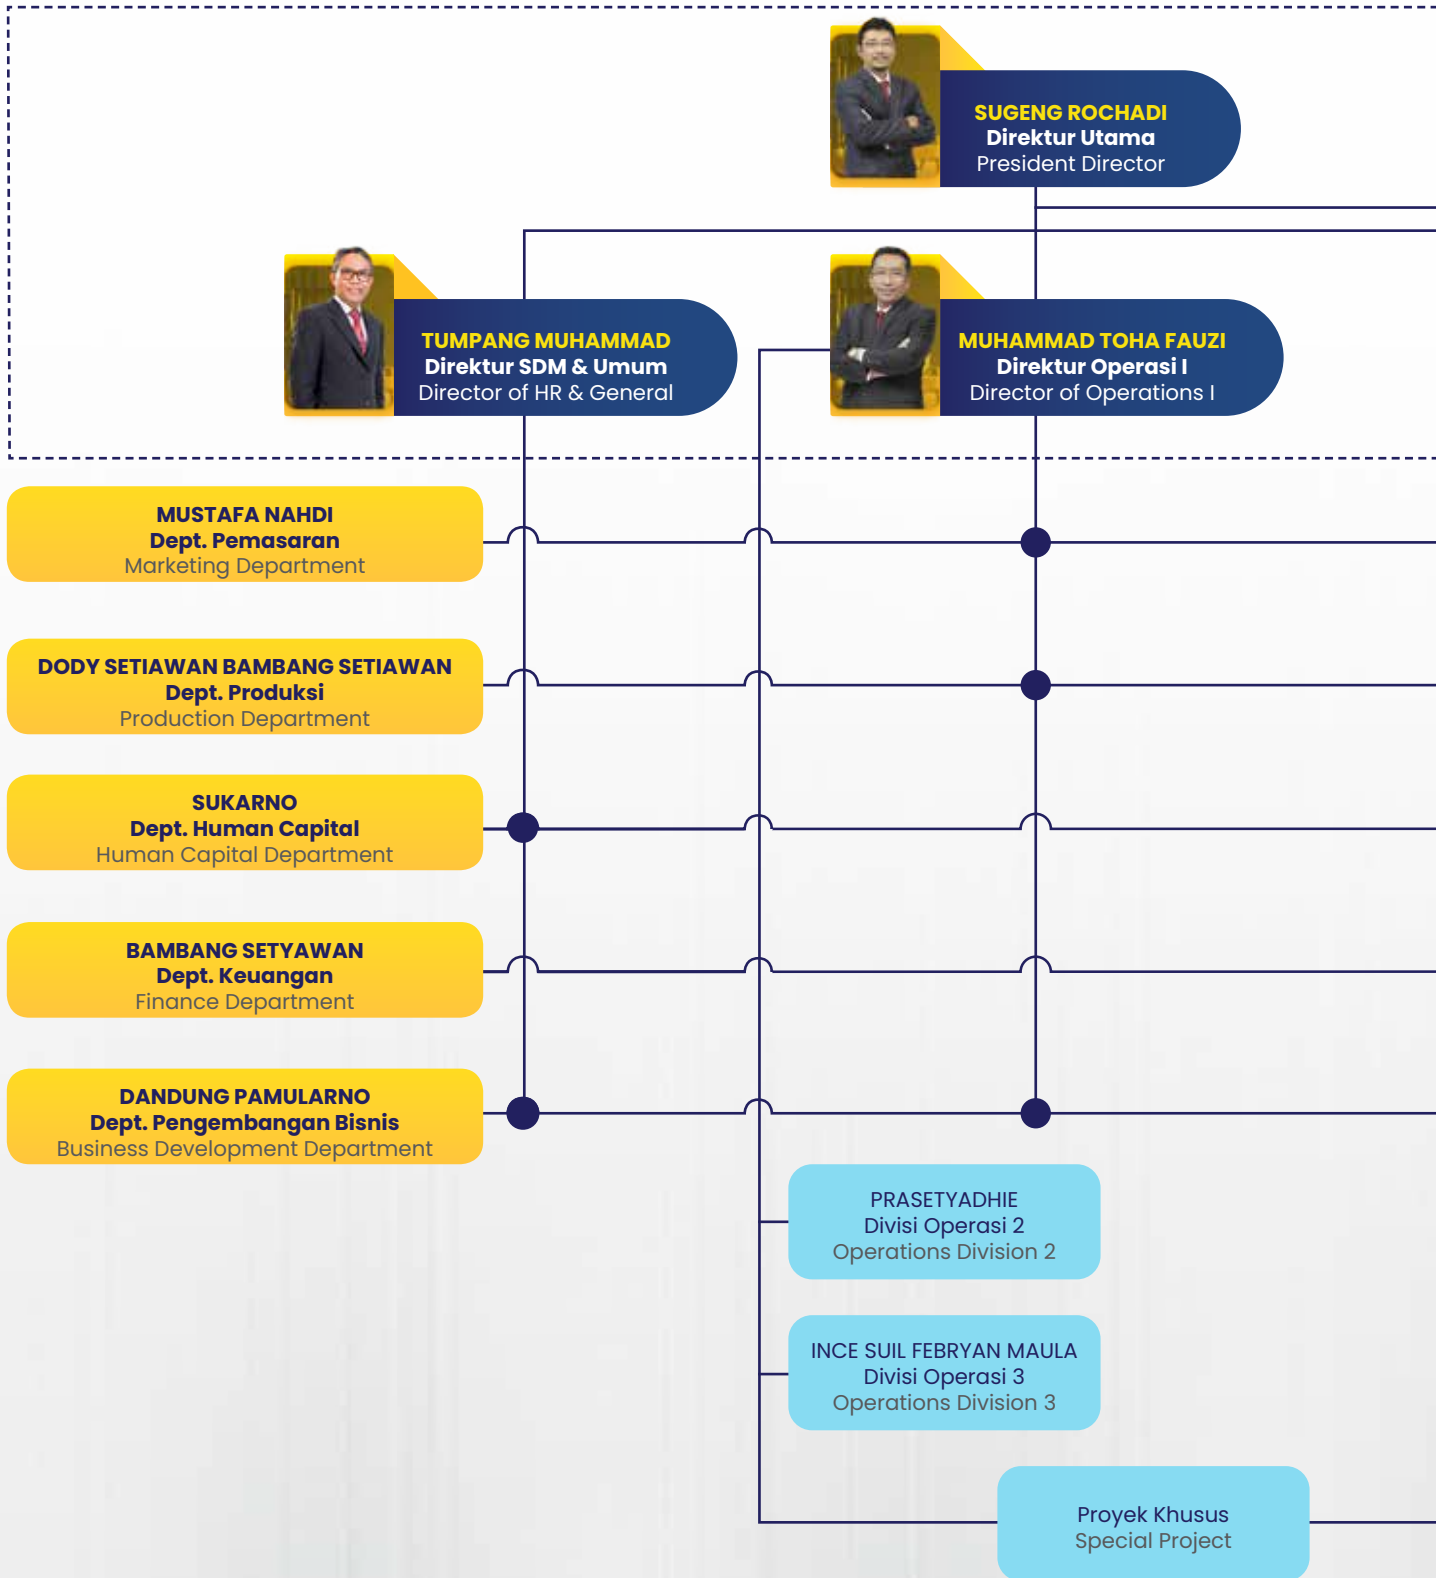 SUGENG ROCHADI
Direktur Utama
President Director
TUMPANG MUHAMMAD
Direktur SDM & Umum
Director of HR & General
MUHAMMAD TOHA FAUZI
Direktur Operasi I
Director of Operations I
MUSTAFA NAHDI
Dept. Pemasaran
Marketing Department
DODY SETIAWAN BAMBANG SETIAWAN
Dept. Produksi
Production Department
SUKARNO
Dept. Human Capital
Human Capital Department
BAMBANG SETYAWAN
Dept. Keuangan
Finance Department
DANDUNG PAMULARNO
Dept. Pengembangan Bisnis
Business Development Department
PRASETYADHIE
Divisi Operasi 2
Operations Division 2
INCE SUIL FEBRYAN MAULA
Divisi Operasi 3
Operations Division 3
Proyek Khusus
Special Project